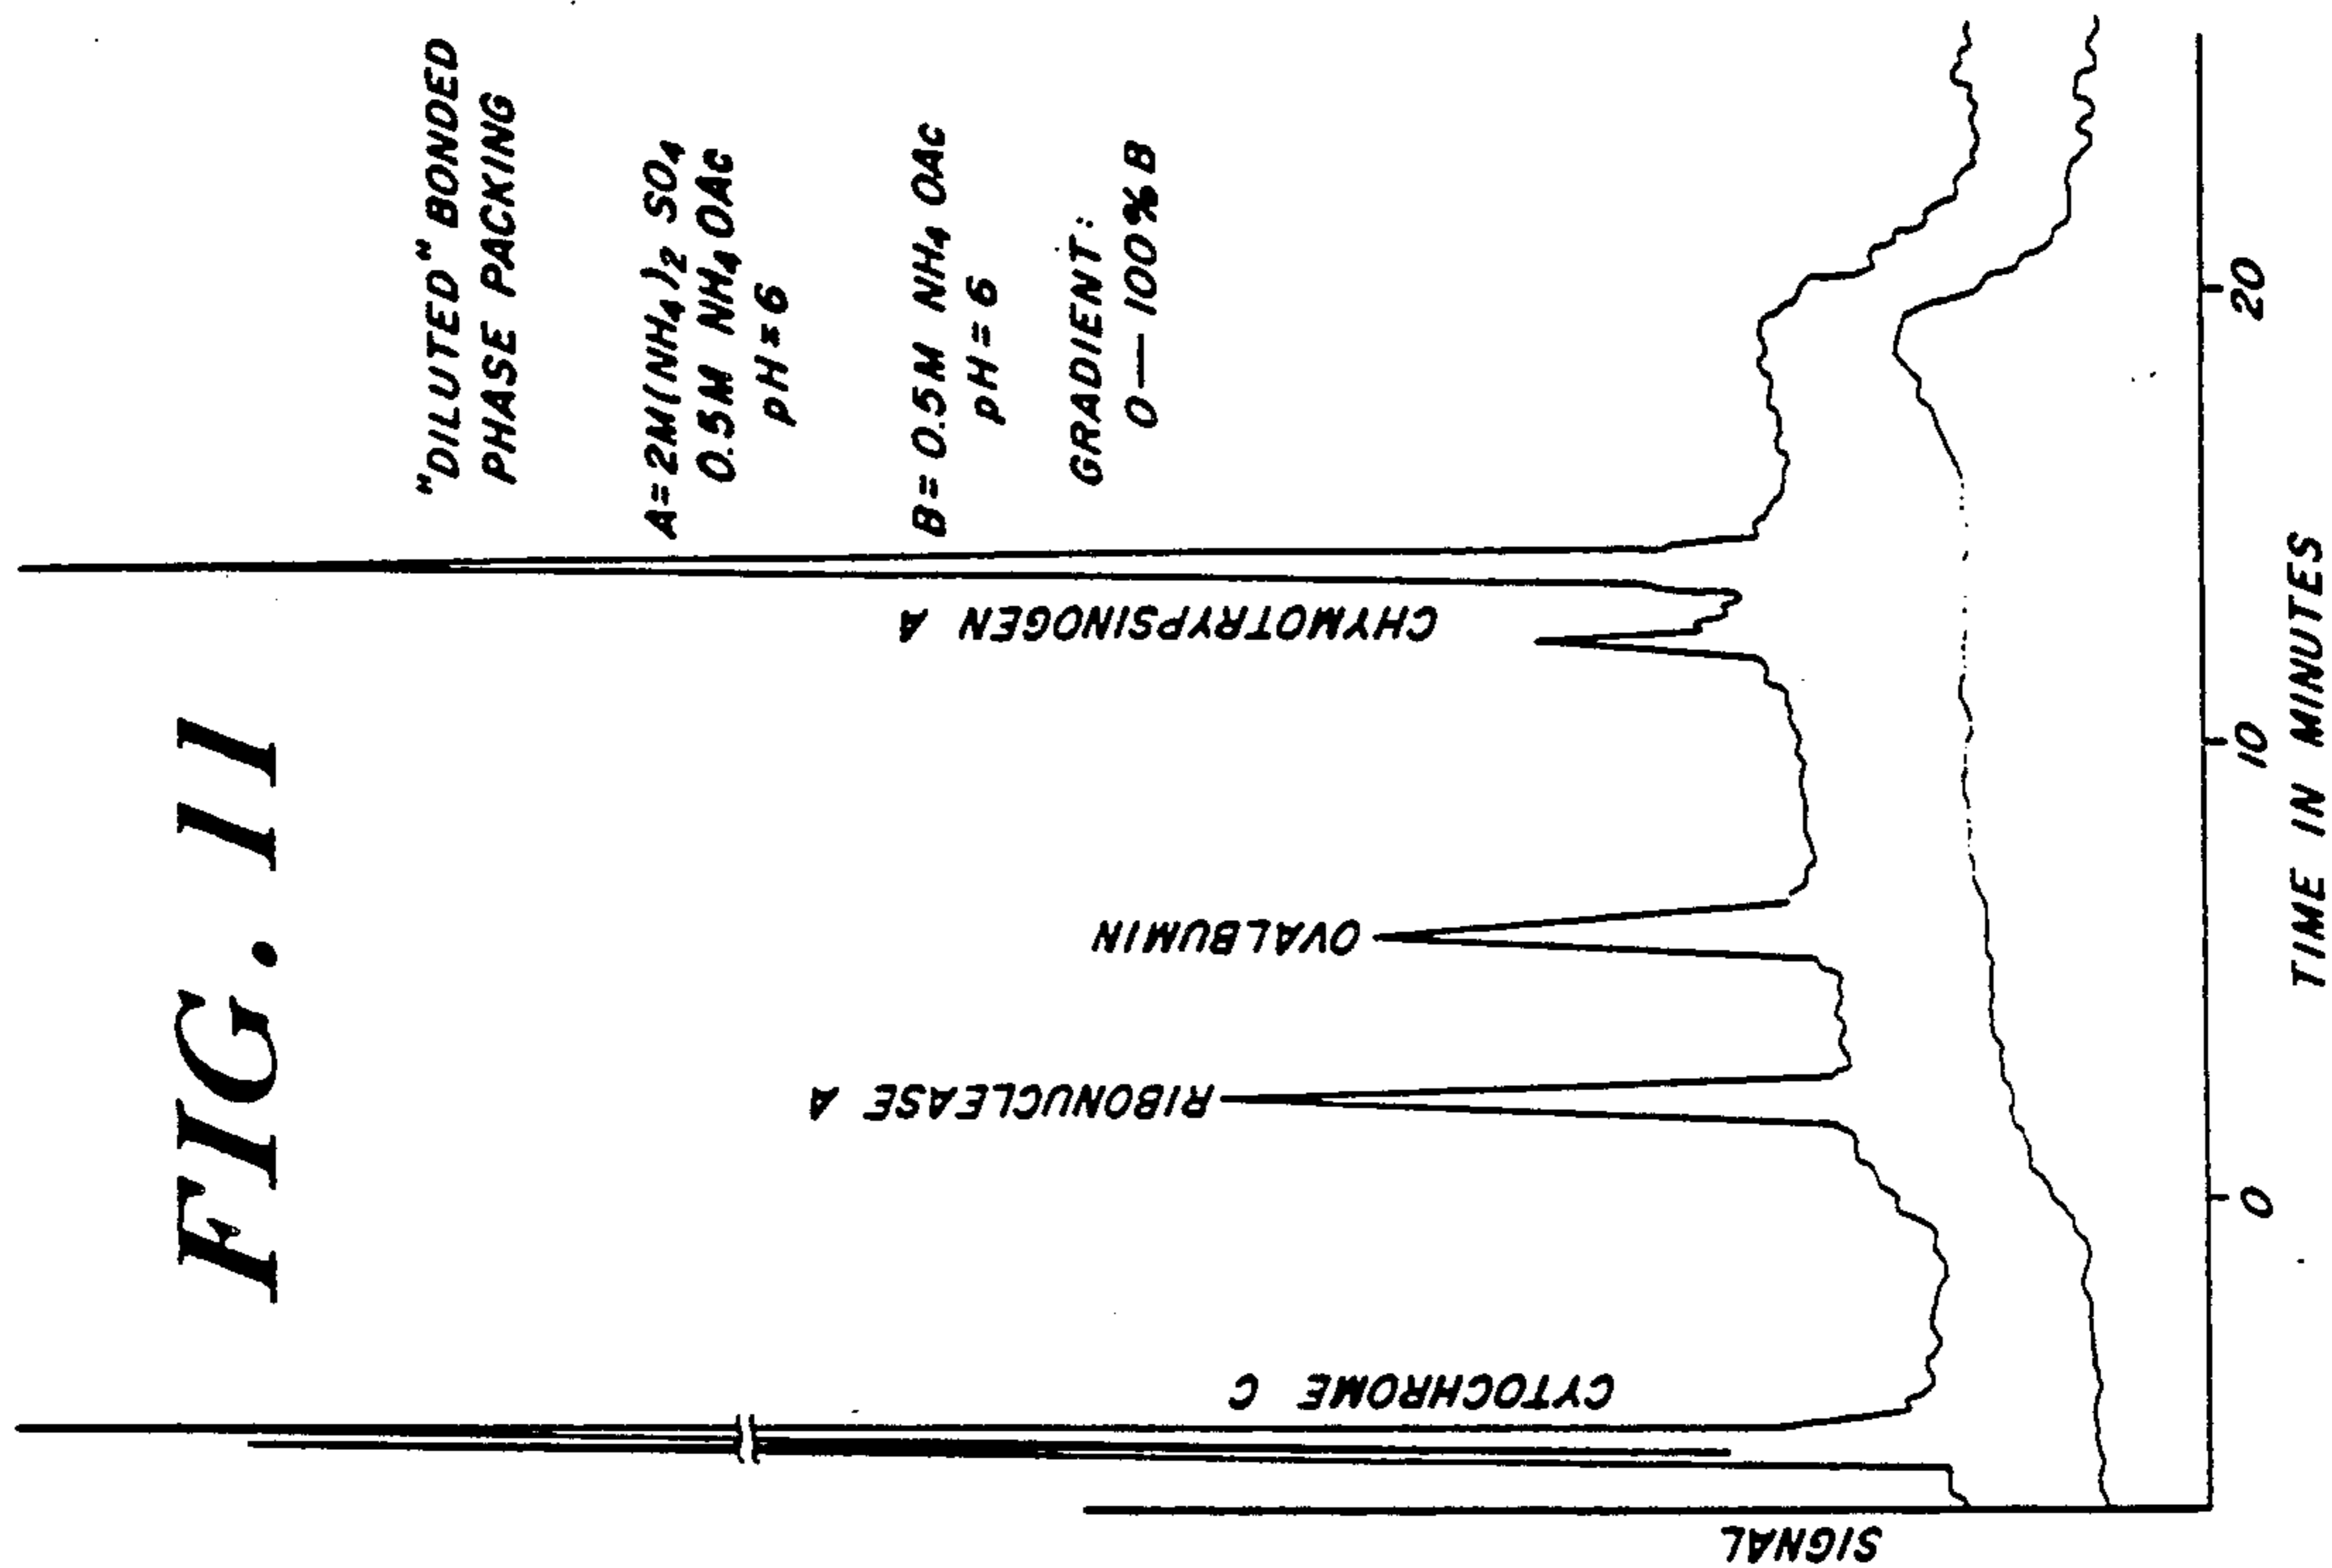 FIG. II
"DILUTED" BONDED
PHASE PACKING
A=2M(NH4)2 SO4
0.5M NH4OAC
pH=6
B=0.5M NH4 OAC
pH=6
GRADIENT:
0—100% B
CHYMOTRYPSINOGEN A
OVALBUMIN
RIBONUCLEASE A
CYTOCHROME C
SIGNAL
0
10
20
TIME IN MINUTES